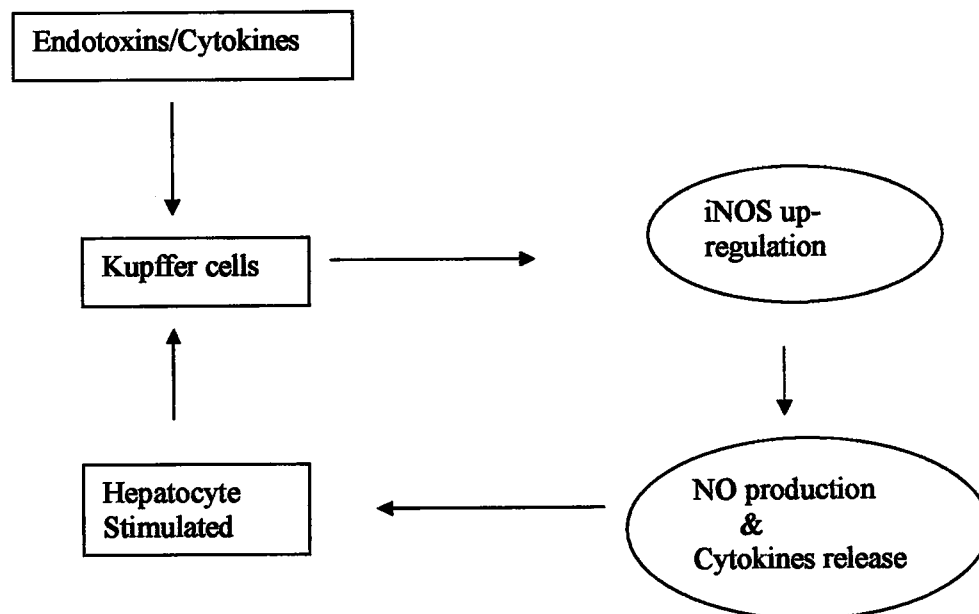 Endotoxins/Cytokines
iNOS up-
regulation
Kupffer cells
Hepatocyte
Stimulated
NO production
&
Cytokines release